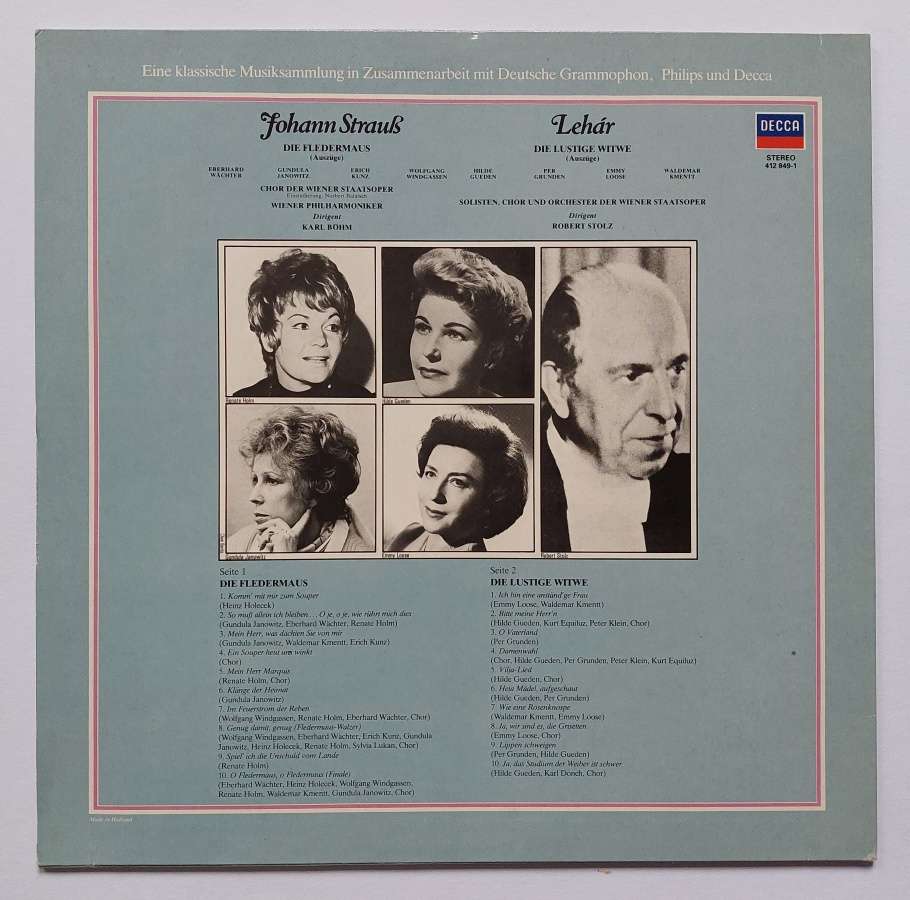 Eine klassische Musiksammlung in Zusammenarbeit mit Deutsche Grammophon, Philips und Decca
Johann Strauß
DIE FLEDERMAUS
(Auszüge)
EBERHARD WÄCHTER
GUNDULA JANOWITZ
ERICH KUNZ
WOLFGANG WINDGASSEN
CHOR DER WIENER STAATSOPER
Einstudierung: Norbert Balatsch
WIENER PHILHARMONIKER
Dirigent
KARL BÖHM
Lehár
DIE LUSTIGE WITWE
(Auszüge)
HILDE GUEDEN
PER GRUNDEN
EMMY LOOSE
WALDEMAR KMENTT
SOLISTEN, CHOR UND ORCHESTER DER WIENER STAATSOPER
Dirigent
ROBERT STOLZ
DECCA
STEREO
412 849-1
Renate Holm
Hilde Gueden
Gundula Janowitz
Emmy Loose
Robert Stolz
Seite 1
DIE FLEDERMAUS
1. Komm' mit mir zum Souper
(Heinz Holecek)
2. So muß allein ich bleiben . . . O je, o je, wie rührt mich dies
(Gundula Janowitz, Eberhard Wächter, Renate Holm)
3. Mein Herr, was dächten Sie von mir
(Gundula Janowitz, Waldemar Kmentt, Erich Kunz)
4. Ein Souper heut uns winkt
(Chor)
5. Mein Herr Marquis
(Renate Holm, Chor)
6. Klänge der Heimat
(Gundula Janowitz)
7. Im Feuerstrom der Reben
(Wolfgang Windgassen, Renate Holm, Eberhard Wächter, Chor)
8. Genug damit, genug (Fledermaus-Walzer)
(Wolfgang Windgassen, Eberhard Wächter, Erich Kunz, Gundula
Janowitz, Heinz Holecek, Renate Holm, Sylvia Lukan, Chor)
9. Spiel' ich die Unschuld vom Lande
(Renate Holm)
10. O Fledermaus, o Fledermaus (Finale)
(Eberhard Wächter, Heinz Holecek, Wolfgang Windgassen,
Renate Holm, Waldemar Kmentt, Gundula Janowitz, Chor)
Seite 2
DIE LUSTIGE WITWE
1. Ich bin eine anständ'ge Frau
(Emmy Loose, Waldemar Kmentt)
2. Bitte meine Herr'n
(Hilde Gueden, Kurt Equiluz, Peter Klein, Chor)
3. O Vaterland
(Per Grunden)
4. Damenwahl
(Chor, Hilde Gueden, Per Grunden, Peter Klein, Kurt Equiluz)
5. Vilja-Lied
(Hilde Gueden, Chor)
6. Heia Mädel, aufgeschaut
(Hilde Gueden, Per Grunden)
7. Wie eine Rosenknospe
(Waldemar Kmentt, Emmy Loose)
8. Ja, wir sind es, die Grisetten
(Emmy Loose, Chor)
9. Lippen schweigen
(Per Grunden, Hilde Gueden)
10. Ja, das Studium der Weiber ist schwer
(Hilde Gueden, Karl Dönch, Chor)
Made in Holland